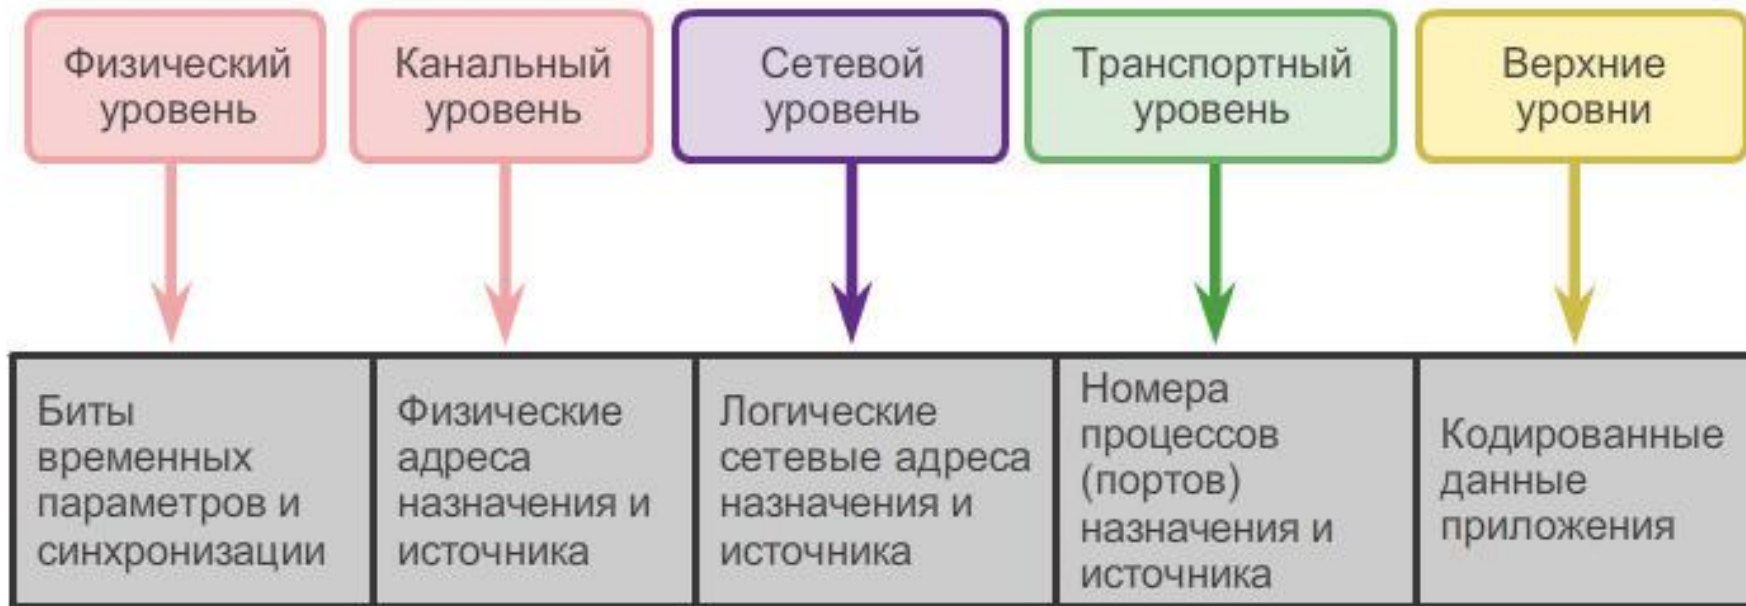 Физический
уровень
Канальный
уровень
Сетевой
уровень
Транспортный
уровень
Верхние
уровни
Биты
временных
параметров и
синхронизации
Физические
адреса
назначения и
источника
Логические
сетевые адреса
назначения и
источника
Номера
процессов
(портов)
назначения и
источника
Кодированные
данные
приложения